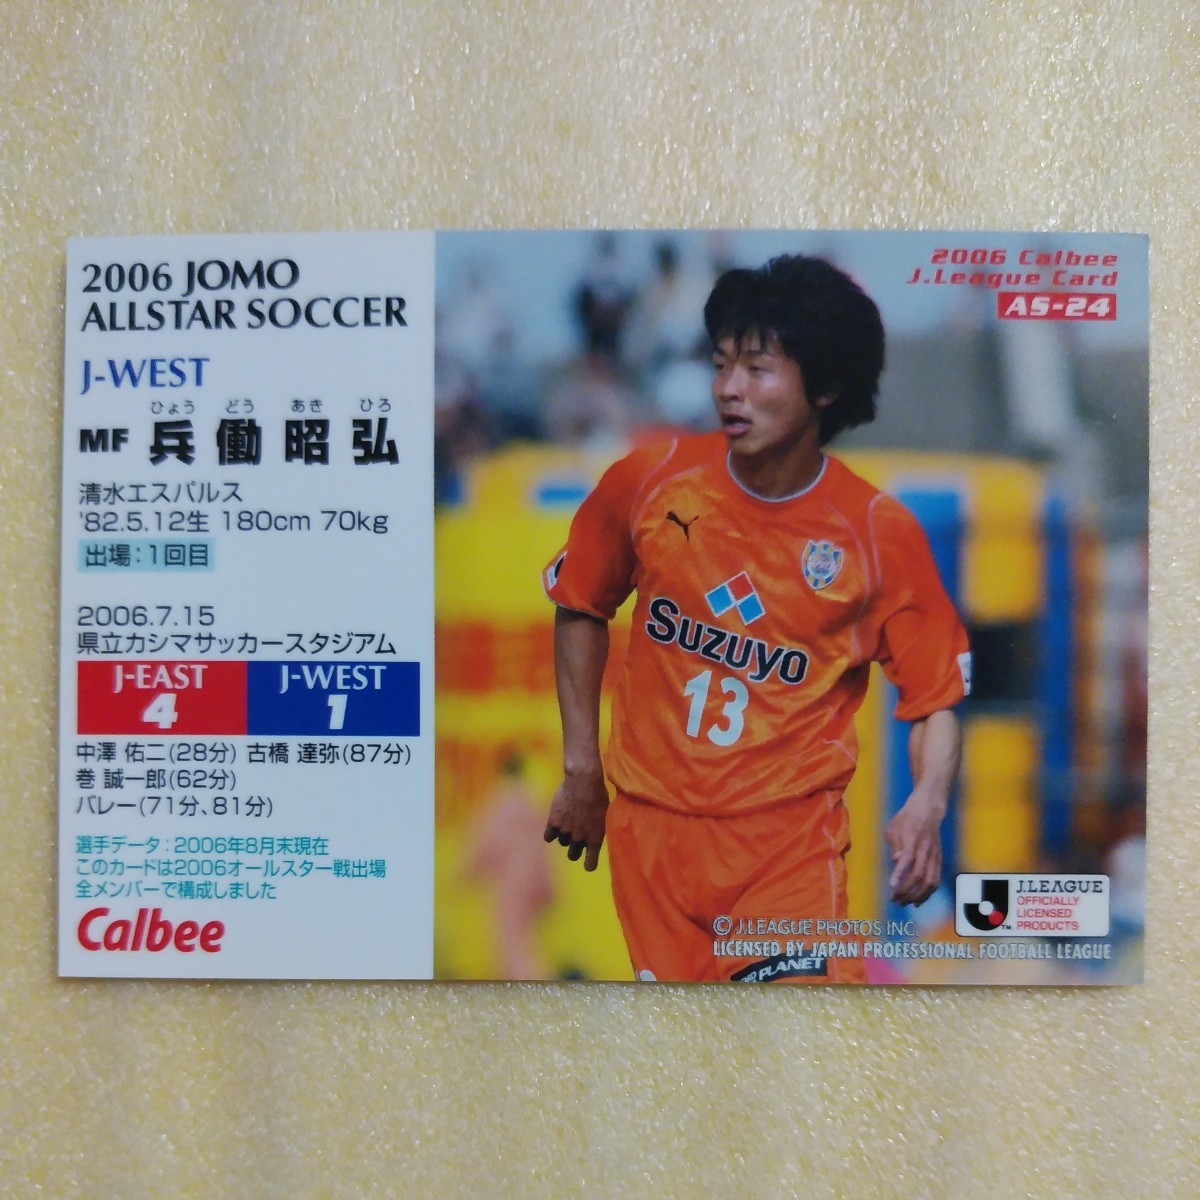 2006 JOMO
ALLSTAR SOCCER
J-WEST
ひょう どう あき ひろ
MF 兵働昭弘
清水エスパルス
'82.5.12生 180cm 70kg
出場:1回目
2006.7.15
県立カシマサッカースタジアム
J-EAST J-WEST
4 1
中澤 佑二(28分) 古橋 達弥(87分)
巻 誠一郎(62分)
バレー(71分、81分)
選手データ:2006年8月末現在
このカードは2006オールスター戦出場
全メンバーで構成しました
Calbee
2006 Calbee
J.League Card
AS-24
Suzuyo
13
PLANET
J.LEAGUE
OFFICIALLY
LICENSED
PRODUCTS
TM
© J.LEAGUE PHOTOS INC.
LICENSED BY JAPAN PROFESSIONAL FOOTBALL LEAGUE